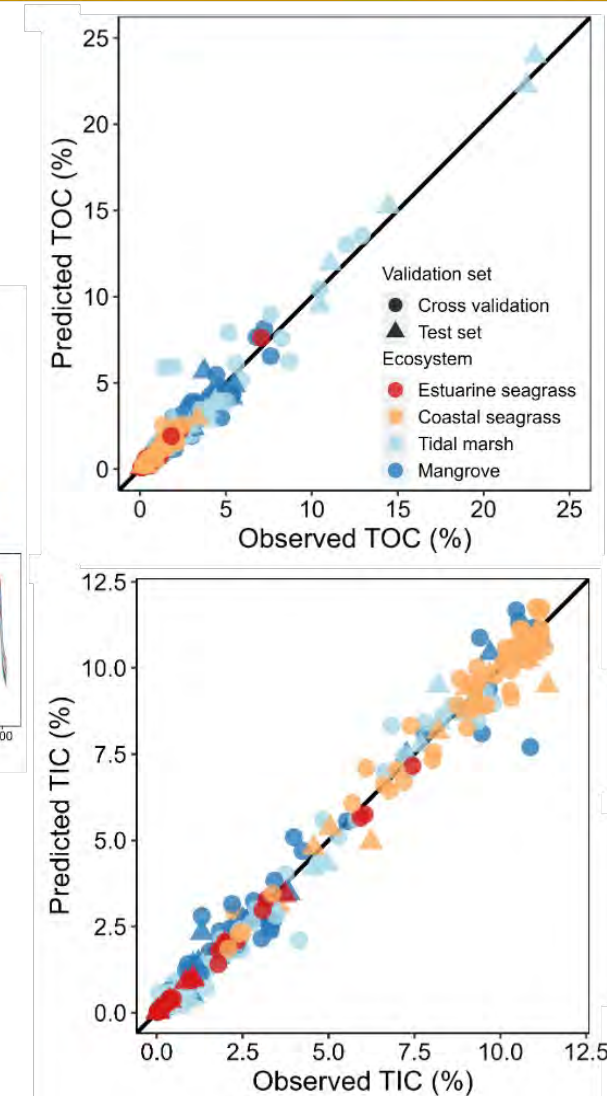 25
20
15
10
5
0
Predicted TOC (%)
Validation set
Cross validation
Test set
Ecosystem
Estuarine seagrass
Coastal seagrass
Tidal marsh
Mangrove
0 5 10 15 20 25
Observed TOC (%)
12.5
10.0
7.5
5.0
2.5
0.0
Predicted TIC (%)
0.0 2.5 5.0 7.5 10.0 12.5
Observed TIC (%)